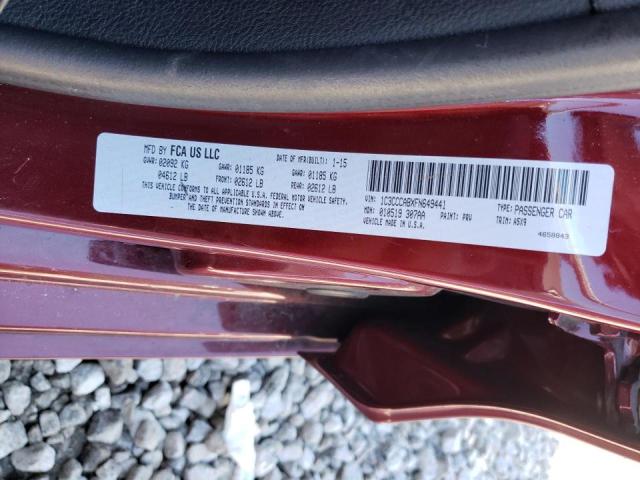 MFD BY FCA US LLC
DATE OF MFR(BUILT): 1-15
GVWR: 02092 KG
GAWR: 01185 KG
GAWR: 01185 KG
04612 LB
FRONT: 02612 LB
REAR: 02612 LB
THIS VEHICLE CONFORMS TO ALL APPLICABLE U.S.A. FEDERAL MOTOR VEHICLE SAFETY,
BUMPER, AND THEFT PREVENTION STANDARDS IN EFFECT ON
THE DATE OF MANUFACTURE SHOWN ABOVE.
VIN: 1C3CCCABXFN649441
TYPE: PASSENGER CAR
MDH: 010519 307AA
PAINT: PRV
TRIM: A5X9
VEHICLE MADE IN U.S.A.
4658843